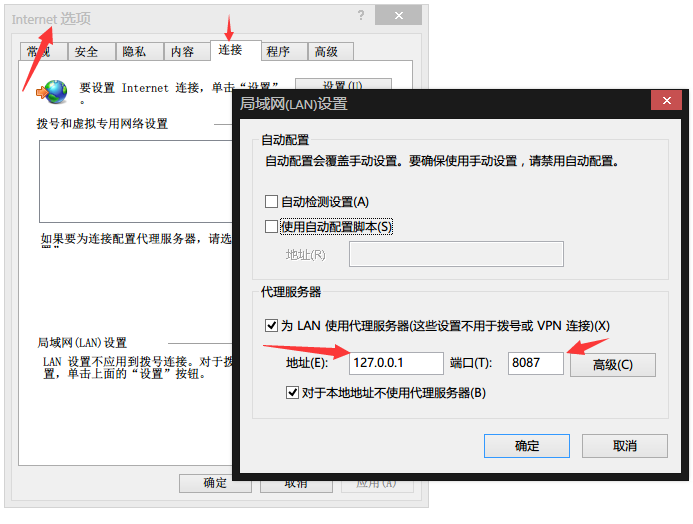 Internet 选项
常规 安全 隐私 内容 连接 程序 高级
要设置 Internet 连接，单击“设置”
。
设置(U)
拨号和虚拟专用网络设置
如果要为连接配置代理服务器，请选
置”
局域网(LAN)设置
LAN 设置不应用到拨号连接。对于拨
置，单击上面的“设置”按钮。
确定 取消 应用(A)
局域网(LAN)设置
自动配置
自动配置会覆盖手动设置。要确保使用手动设置，请禁用自动配置。
自动检测设置(A)
使用自动配置脚本(S)
地址(R)
代理服务器
为 LAN 使用代理服务器(这些设置不用于拨号或 VPN 连接)(X)
地址(E): 127.0.0.1 端口(T): 8087 高级(C)
对于本地地址不使用代理服务器(B)
确定 取消